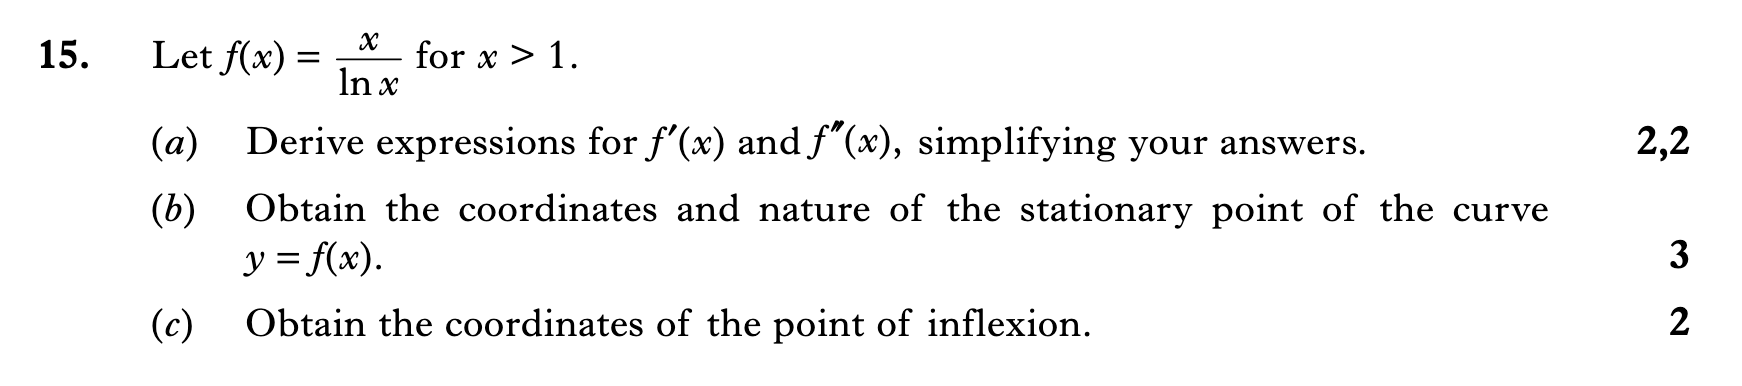 15. Let f(x) = x/ln x for x > 1.
(a) Derive expressions for f′(x) and f″(x), simplifying your answers. 2,2
(b) Obtain the coordinates and nature of the stationary point of the curve
y = f(x). 3
(c) Obtain the coordinates of the point of inflexion. 2